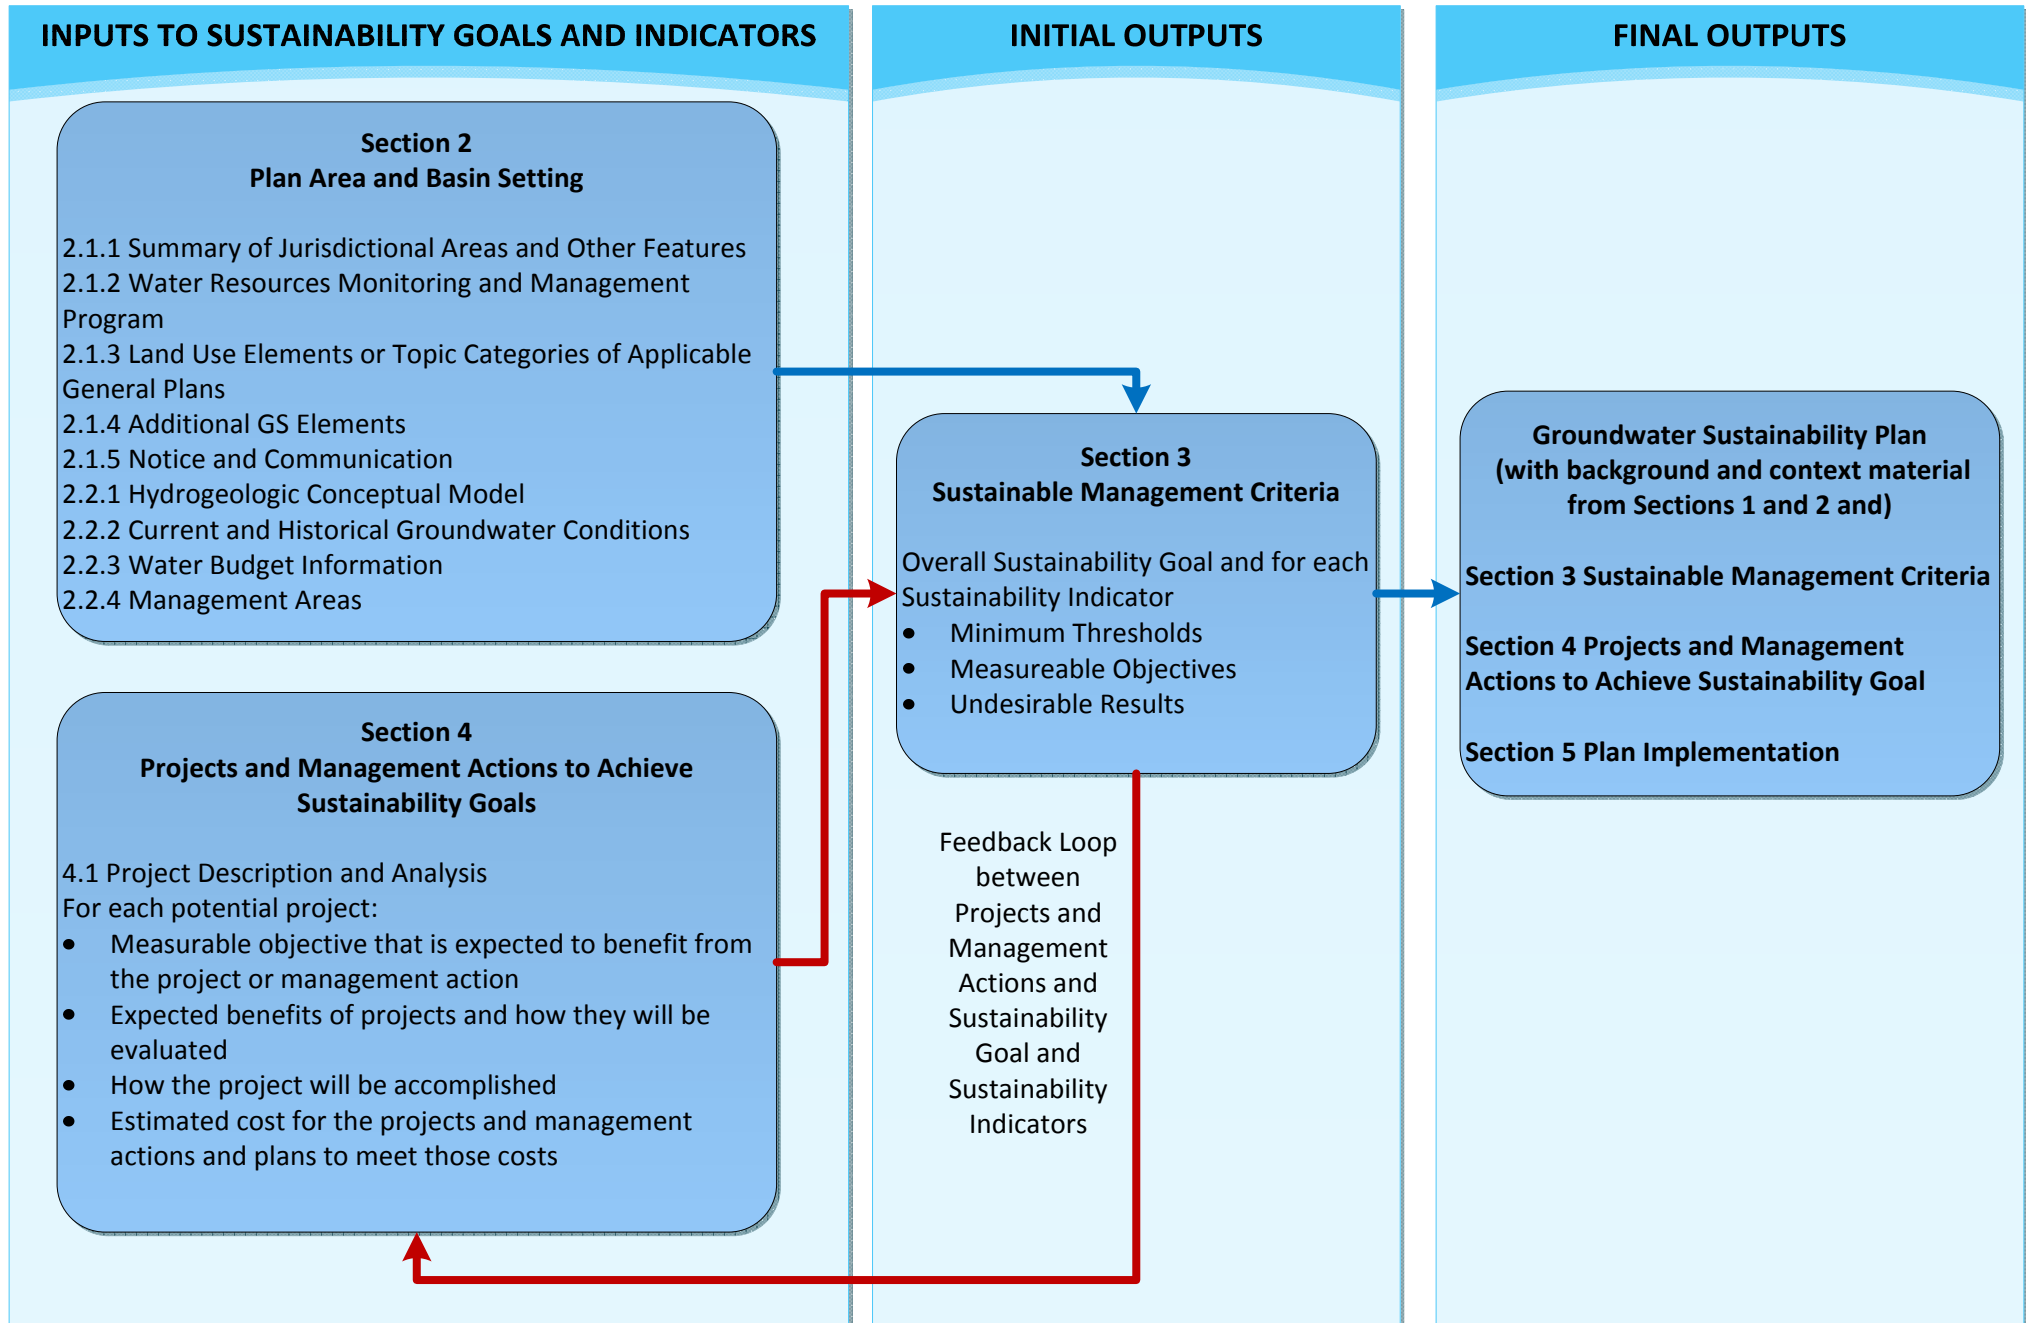 INPUTS TO SUSTAINABILITY GOALS AND INDICATORS
Section 2
Plan Area and Basin Setting
2.1.1 Summary of Jurisdictional Areas and Other Features
2.1.2 Water Resources Monitoring and Management
Program
2.1.3 Land Use Elements or Topic Categories of Applicable
General Plans
2.1.4 Additional GS Elements
2.1.5 Notice and Communication
2.2.1 Hydrogeologic Conceptual Model
2.2.2 Current and Historical Groundwater Conditions
2.2.3 Water Budget Information
2.2.4 Management Areas
Section 4
Projects and Management Actions to Achieve
Sustainability Goals
4.1 Project Description and Analysis
For each potential project:
• Measurable objective that is expected to benefit from
the project or management action
• Expected benefits of projects and how they will be
evaluated
• How the project will be accomplished
• Estimated cost for the projects and management
actions and plans to meet those costs
INITIAL OUTPUTS
Section 3
Sustainable Management Criteria
Overall Sustainability Goal and for each
Sustainability Indicator
• Minimum Thresholds
• Measureable Objectives
• Undesirable Results
Feedback Loop
between
Projects and
Management
Actions and
Sustainability
Goal and
Sustainability
Indicators
FINAL OUTPUTS
Groundwater Sustainability Plan
(with background and context material
from Sections 1 and 2 and)
Section 3 Sustainable Management Criteria
Section 4 Projects and Management
Actions to Achieve Sustainability Goal
Section 5 Plan Implementation